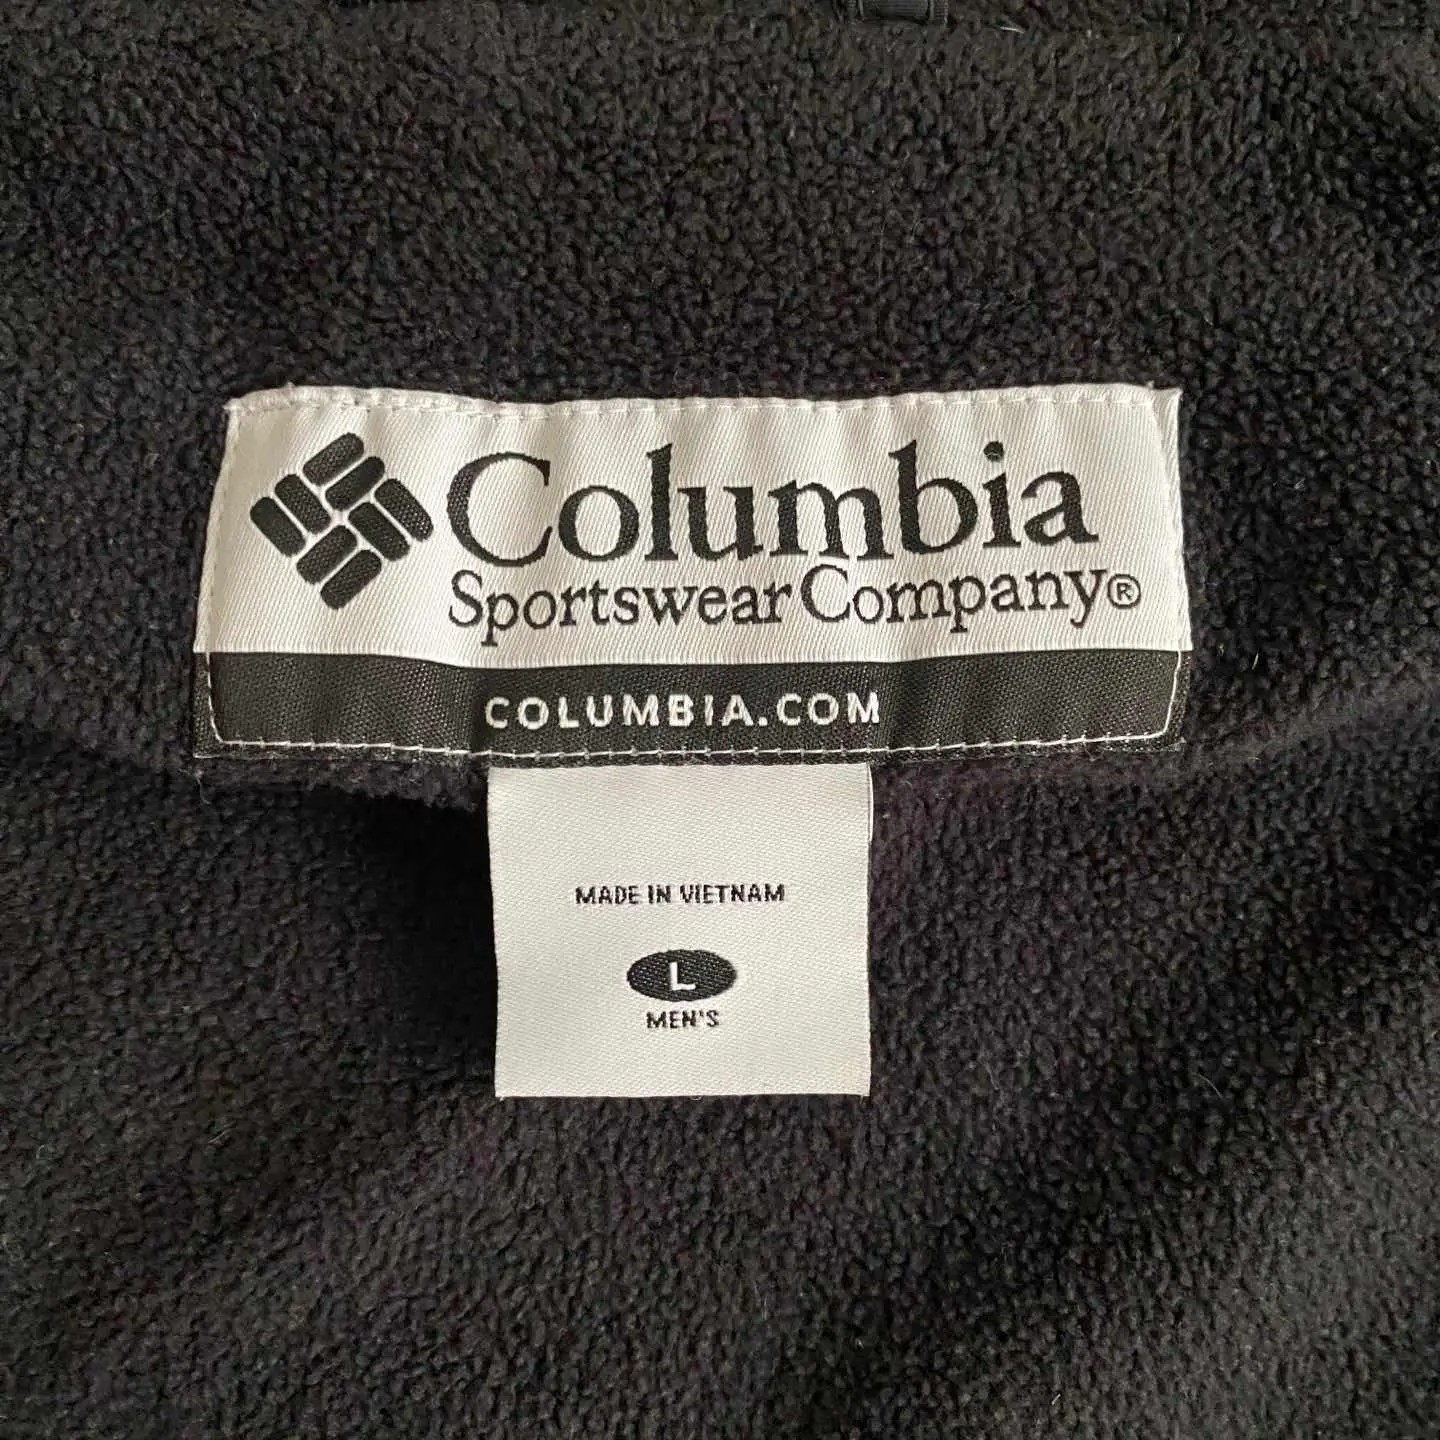 Columbia
Sportswear Company®
COLUMBIA.COM
MADE IN VIETNAM
L
MEN'S